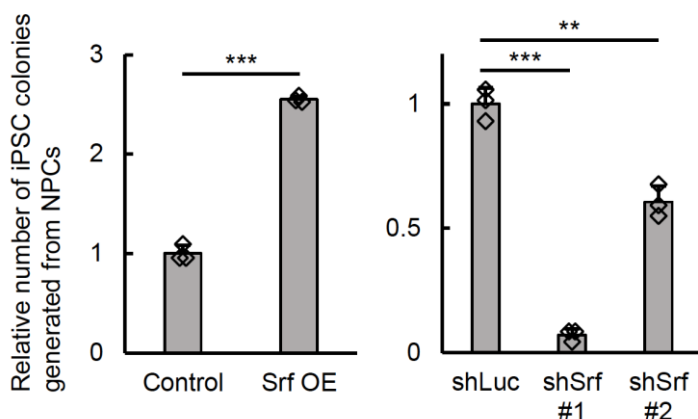 Relative number of iPSC colonies
generated from NPCs
3
2
1
0
***
Control
Srf OE
1
0.5
0
**
***
shLuc
shSrf
#1
shSrf
#2